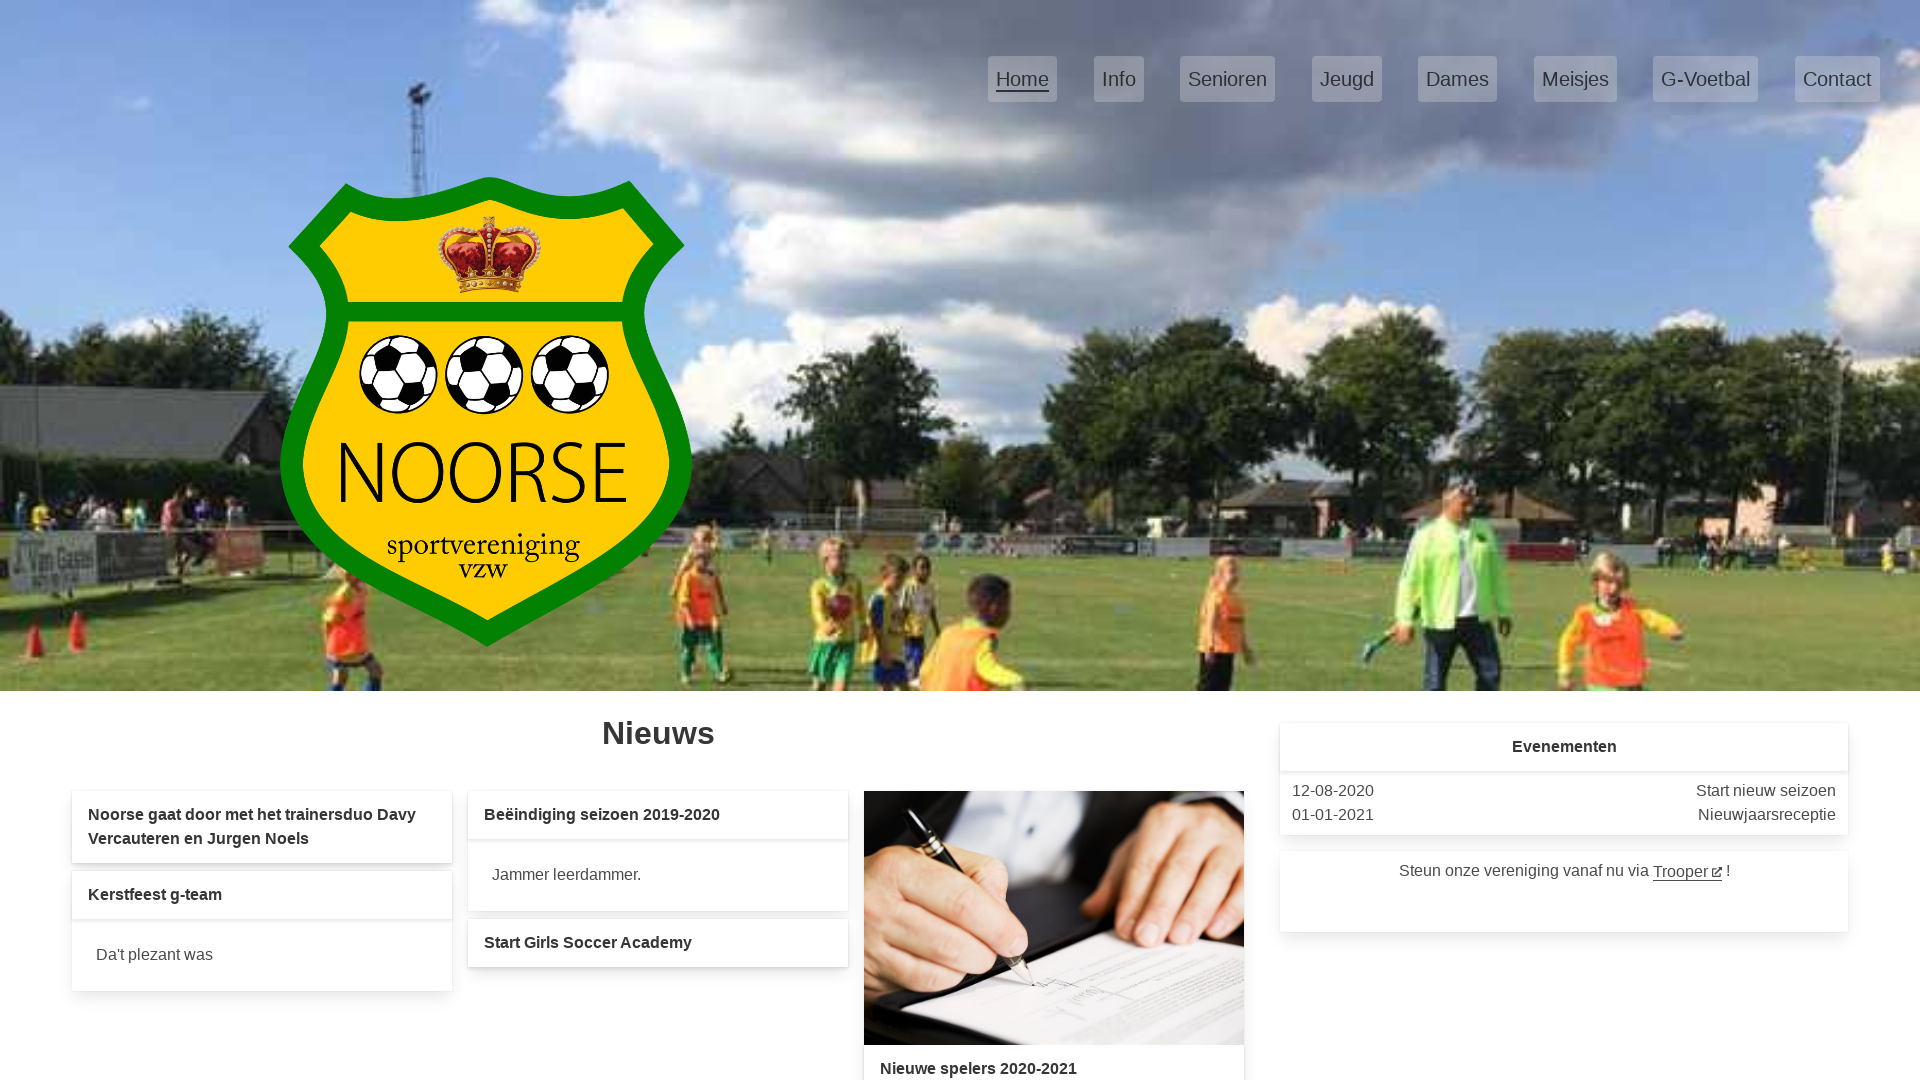 Home
Info
Senioren
Jeugd
Dames
Meisjes
G-Voetbal
Contact
NOORSE
sportvereniging
vzw
Nieuws
Noorse gaat door met het trainersduo Davy
Vercauteren en Jurgen Noels
Kerstfeest g-team
Da't plezant was
Beëindiging seizoen 2019-2020
Jammer leerdammer.
Start Girls Soccer Academy
Nieuwe spelers 2020-2021
Evenementen
12-08-2020 Start nieuw seizoen
01-01-2021 Nieuwjaarsreceptie
Steun onze vereniging vanaf nu via Trooper !